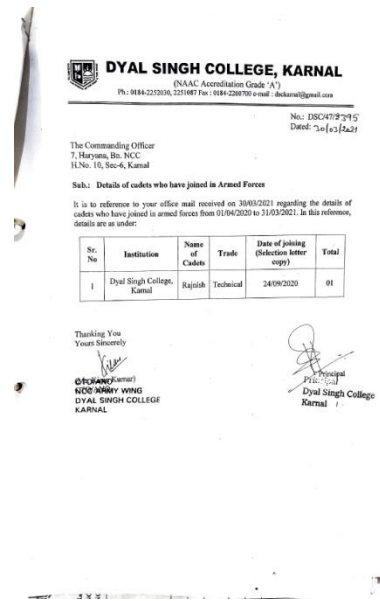 DYAL SINGH COLLEGE, KARNAL
(NAAC Accreditation Grade 'A')
Ph : 0184-2252030, 2251087 Fax : 0184-2260700 e-mail : dsckarnal@gmail.com
No.: DSC/47/8395
Dated: 30/03/2021
The Commanding Officer
7, Haryana, Bn. NCC
H.No. 10, Sec-6, Karnal
Sub.: Details of cadets who have joined in Armed Forces
It is to reference to your office mail received on 30/03/2021 regarding the details of
cadets who have joined in armed forces from 01/04/2020 to 31/03/2021. In this reference,
details are as under:
Sr. No Institution Name of Cadets Trade Date of joining (Selection letter copy) Total
1 Dyal Singh College, Karnal Rajnish Technical 24/09/2020 01
Thanking You
Yours Sincerely
Kumar)
NCC ARMY WING
DYAL SINGH COLLEGE
KARNAL
Principal
Principal
Dyal Singh College
Karnal